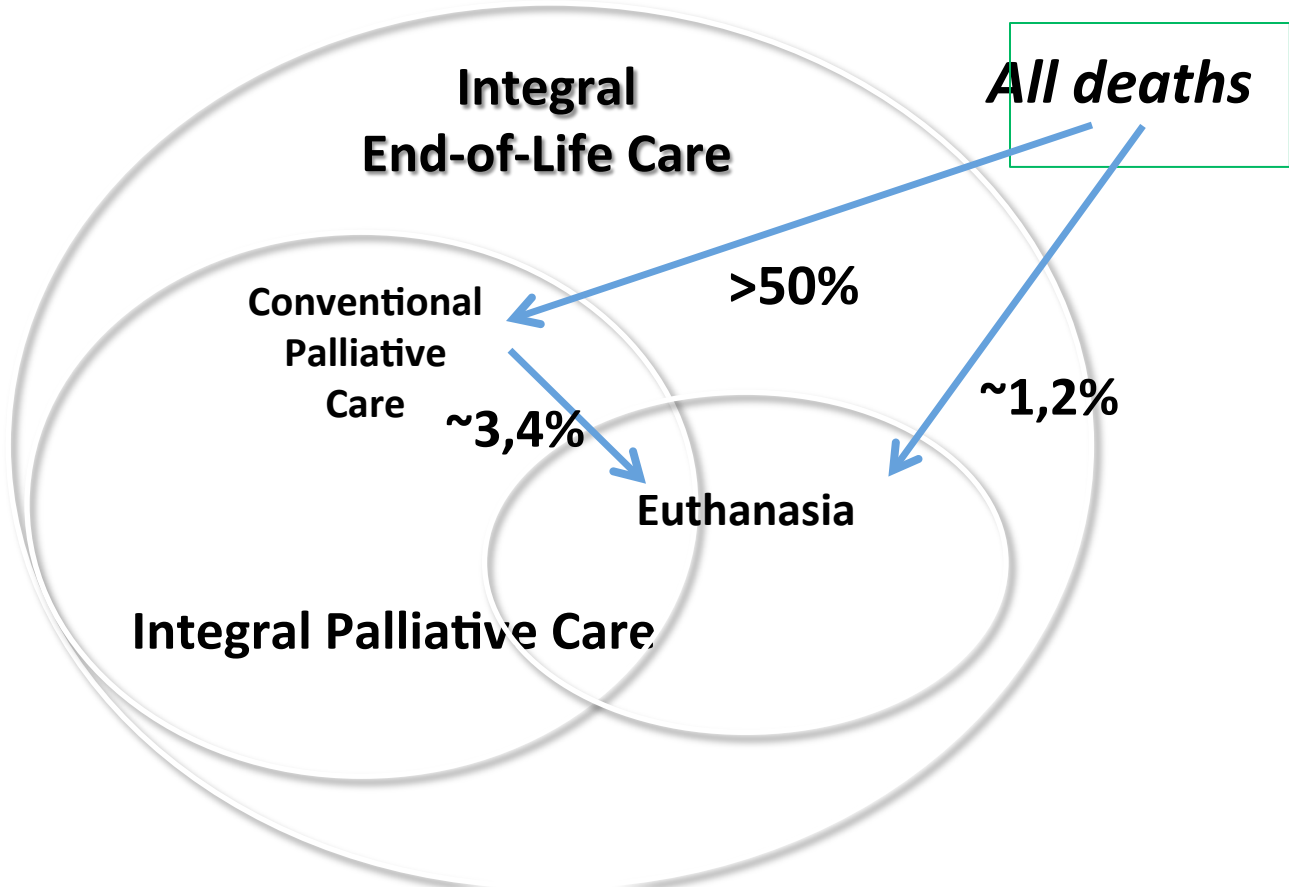 Integral
End-of-Life Care
All deaths
Conventional
Palliative
Care
>50%
~3,4%
~1,2%
Euthanasia
Integral Palliative Care